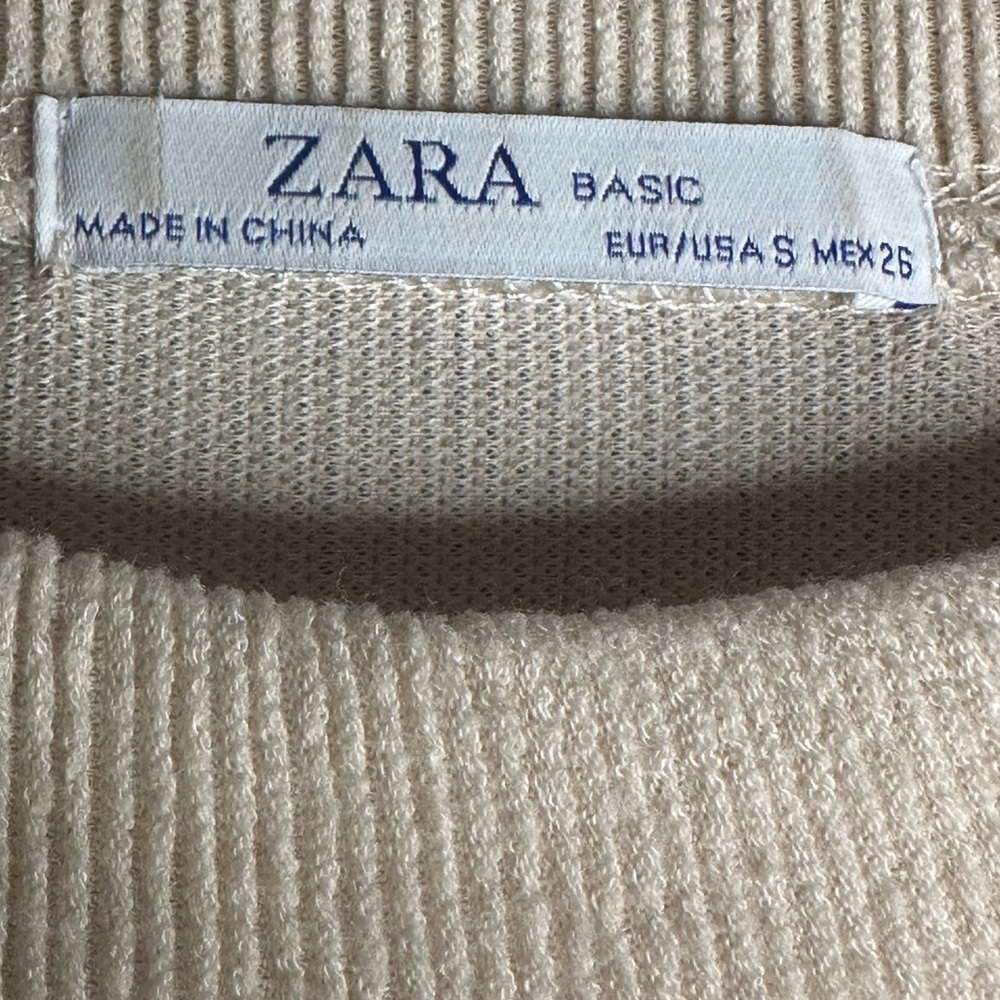 ZARA BASIC
MADE IN CHINA EUR/USA S MEX 26